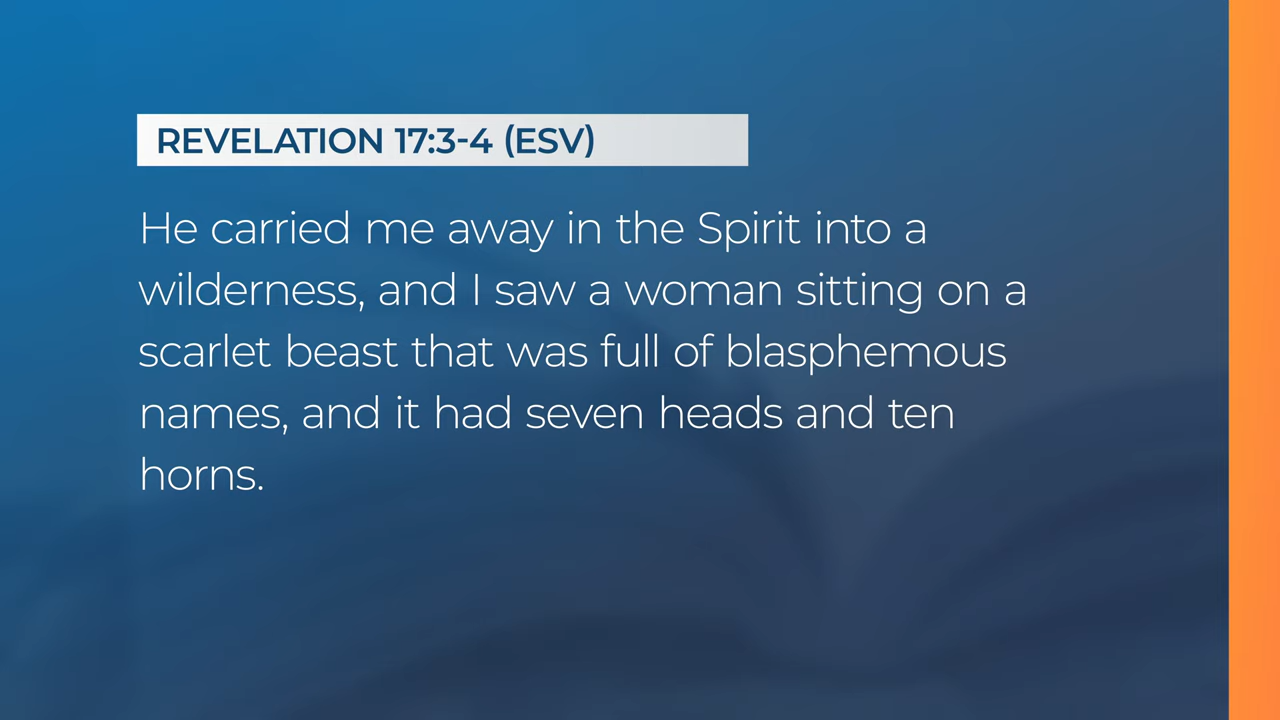 REVELATION 17:3-4 (ESV)
He carried me away in the Spirit into a
wilderness, and I saw a woman sitting on a
scarlet beast that was full of blasphemous
names, and it had seven heads and ten
horns.